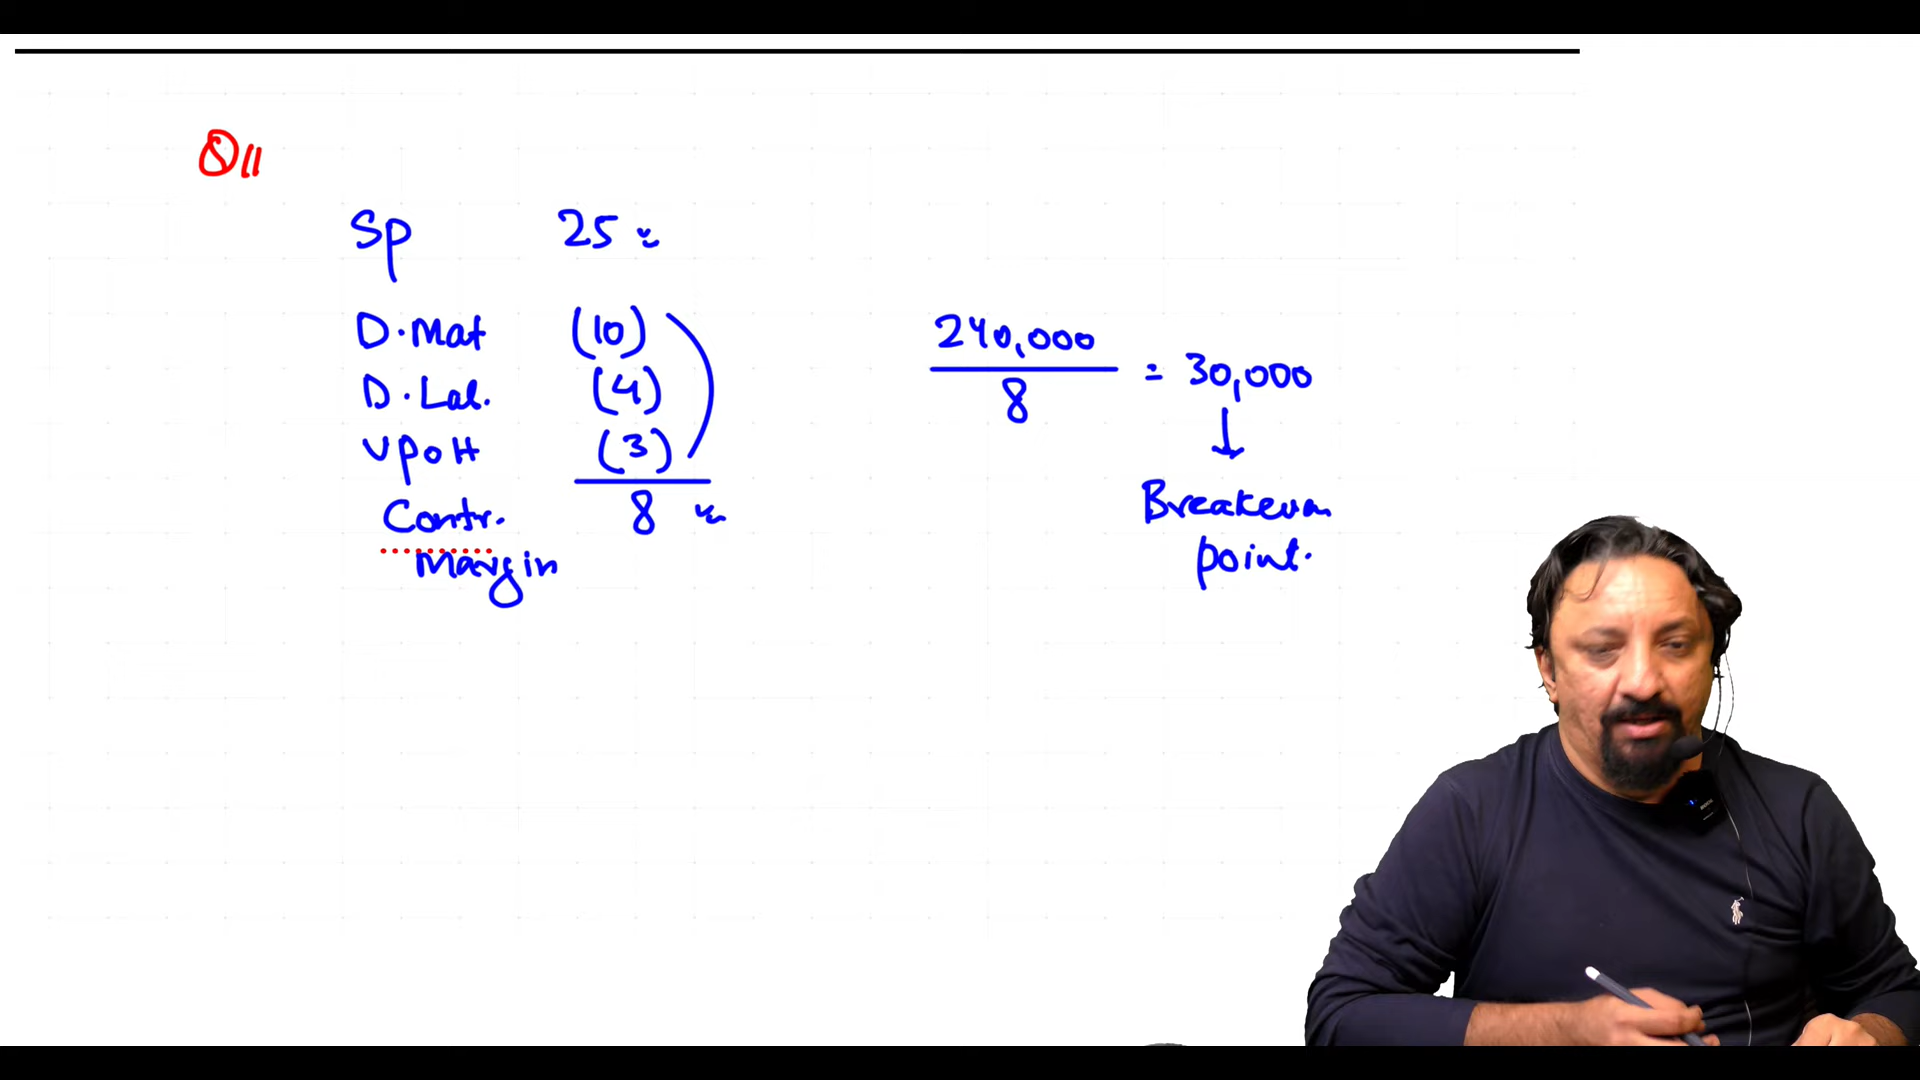 Q11
Sp 25
D.Mat (10)
D.Lab. (4)
VPOH (3)
Contr. 8
Margin
240,000
8
= 30,000
Breakeven
point.